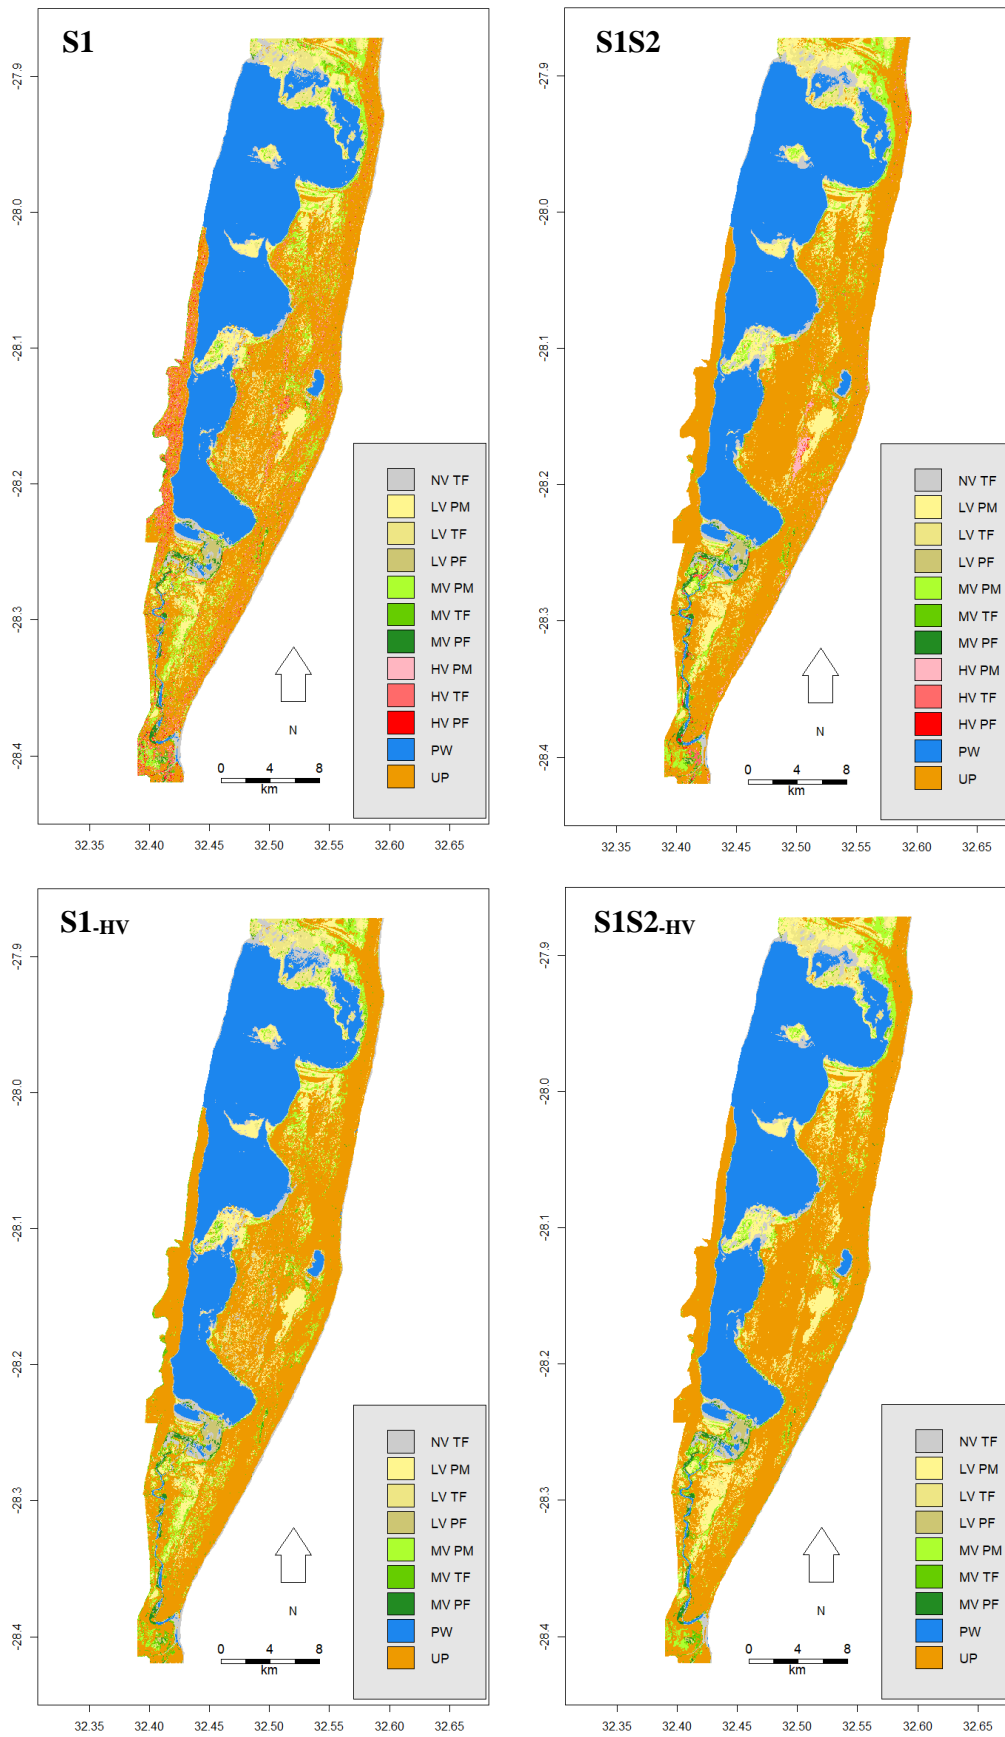 S1
-27.9
-28.0
-28.1
-28.2
-28.3
-28.4
NV TF
LV PM
LV TF
LV PF
MV PM
MV TF
MV PF
HV PM
HV TF
HV PF
PW
UP
N
0 4 8
km
32.35 32.40 32.45 32.50 32.55 32.60 32.65
S1S2
-27.9
-28.0
-28.1
-28.2
-28.3
-28.4
NV TF
LV PM
LV TF
LV PF
MV PM
MV TF
MV PF
HV PM
HV TF
HV PF
PW
UP
N
0 4 8
km
32.35 32.40 32.45 32.50 32.55 32.60 32.65
S1-HV
-27.9
-28.0
-28.1
-28.2
-28.3
-28.4
NV TF
LV PM
LV TF
LV PF
MV PM
MV TF
MV PF
PW
UP
N
0 4 8
km
32.35 32.40 32.45 32.50 32.55 32.60 32.65
S1S2-HV
-27.9
-28.0
-28.1
-28.2
-28.3
-28.4
NV TF
LV PM
LV TF
LV PF
MV PM
MV TF
MV PF
PW
UP
N
0 4 8
km
32.35 32.40 32.45 32.50 32.55 32.60 32.65